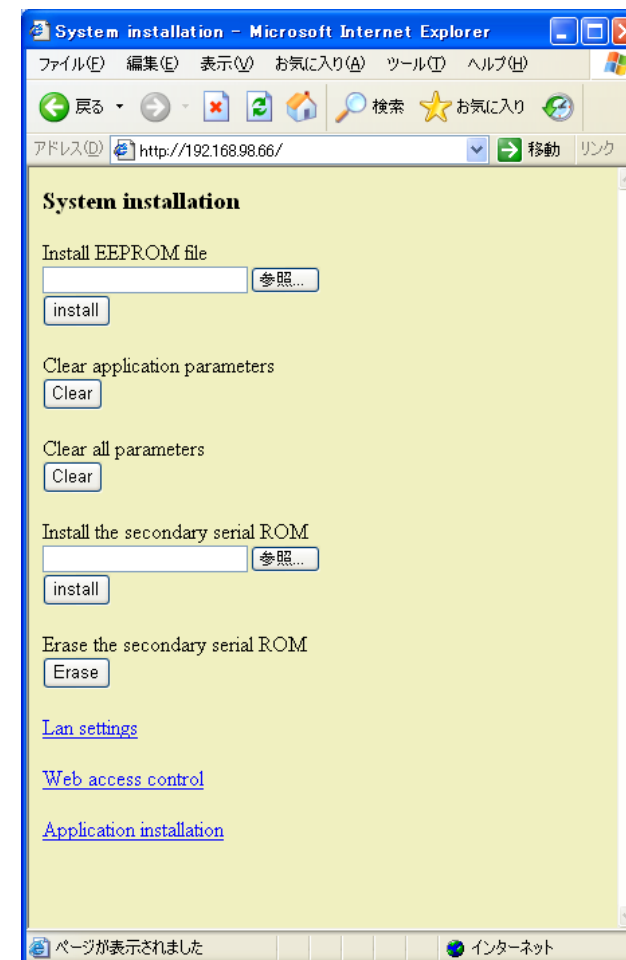 System installation - Microsoft Internet Explorer
ファイル(F) 編集(E) 表示(V) お気に入り(A) ツール(T) ヘルプ(H)
戻る 検索 お気に入り
アドレス(D) http://192.168.98.66/ 移動 リンク
System installation
Install EEPROM file
参照...
install
Clear application parameters
Clear
Clear all parameters
Clear
Install the secondary serial ROM
参照...
install
Erase the secondary serial ROM
Erase
Lan settings
Web access control
Application installation
ページが表示されました インターネット